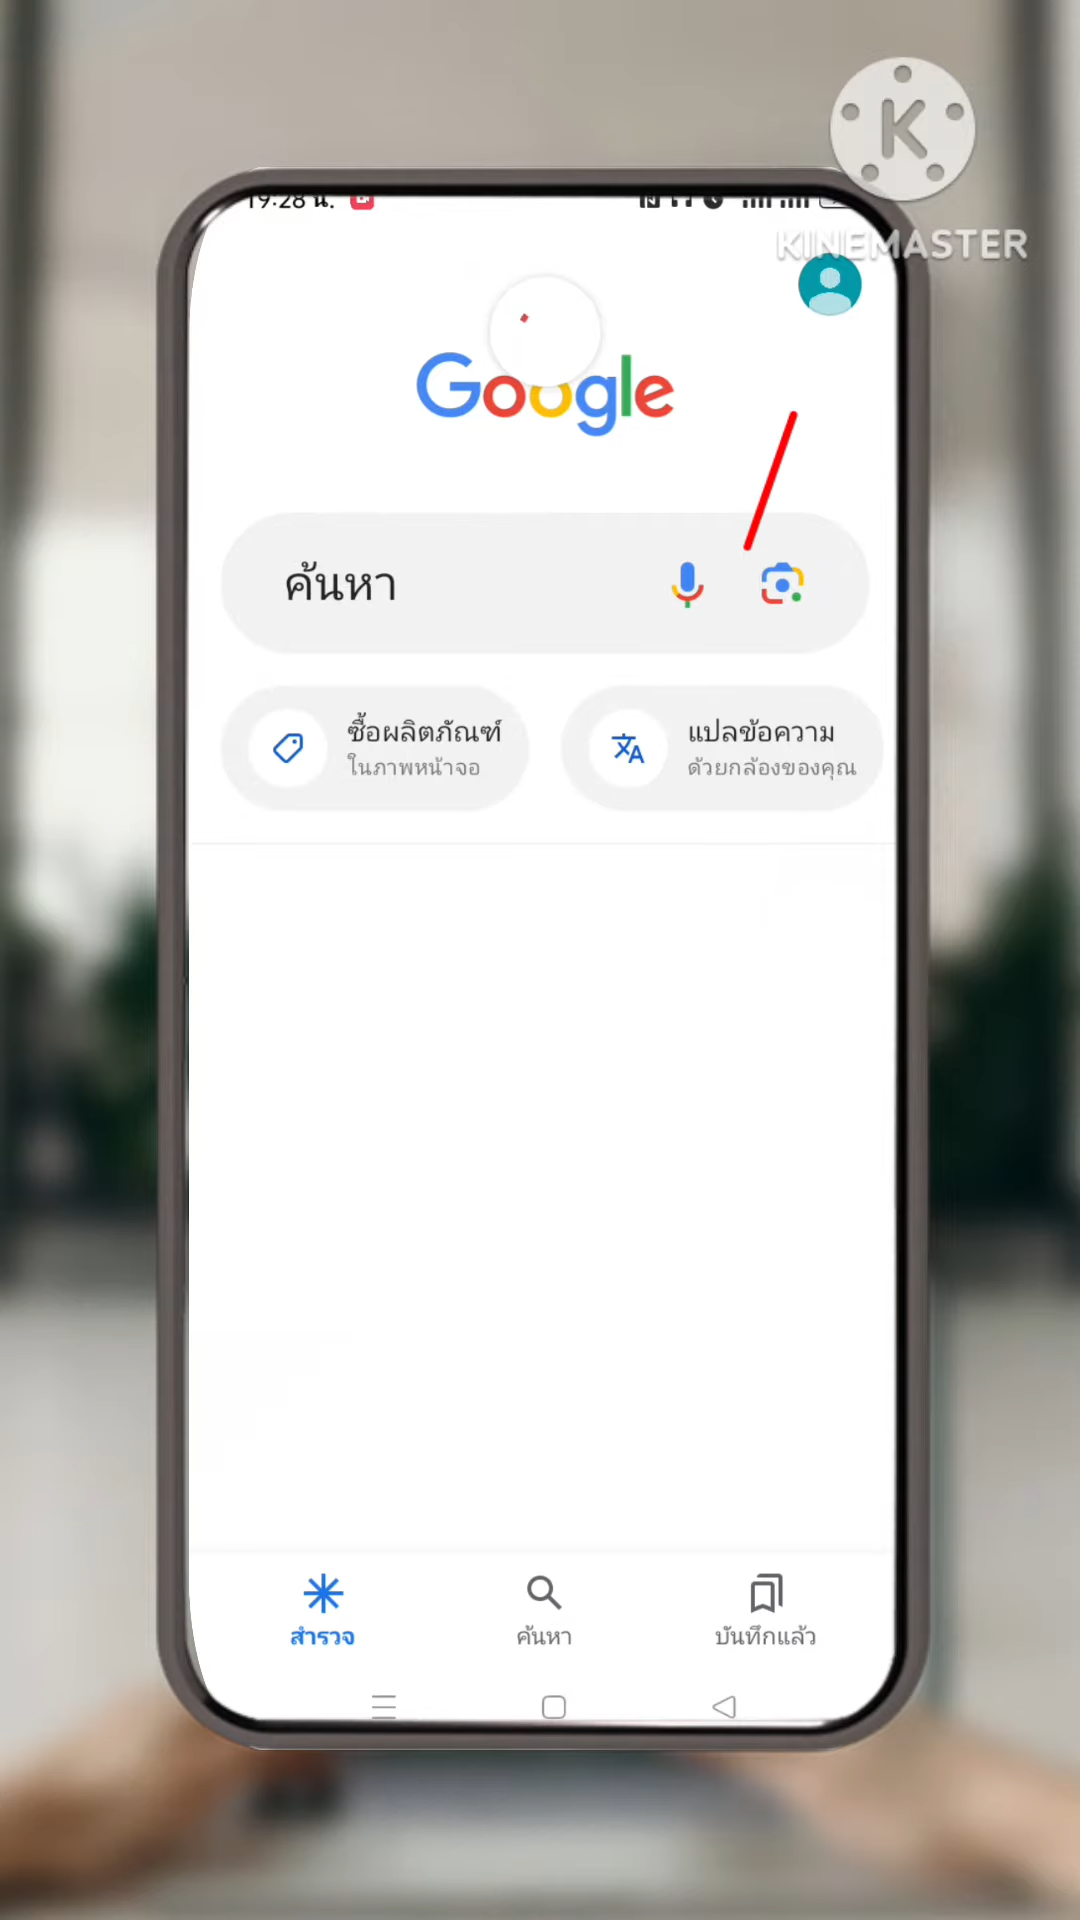 19:28 น.
KINEMASTER
Google
ค้นหา
ซื้อผลิตภัณฑ์
ในภาพหน้าจอ
แปลข้อความ
ด้วยกล้องของคุณ
สำรวจ
ค้นหา
บันทึกแล้ว